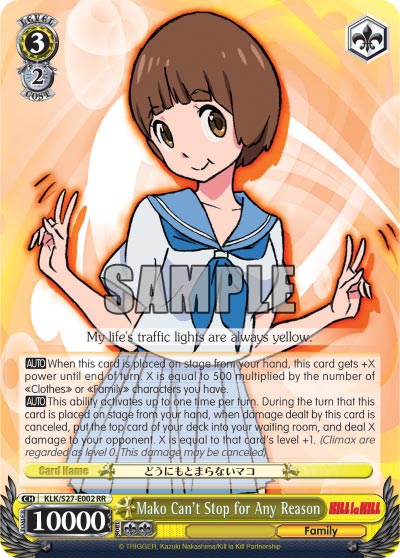 LEVEL
3
2
COST
SAMPLE
My life's traffic lights are always yellow.
AUTO When this card is placed on stage from your hand, this card gets +X
power until end of turn. X is equal to 500 multiplied by the number of
«Clothes» or «Family» characters you have.
AUTO This ability activates up to one time per turn. During the turn that this
card is placed on stage from your hand, when damage dealt by this card is
canceled, put the top card of your deck into your waiting room, and deal X
damage to your opponent. X is equal to that card's level +1. (Climax are
regarded as level 0. This damage may be canceled)
Card Name
どうにもとまらないマコ
CH KLK/S27-E002 RR
Mako Can't Stop for Any Reason
KILL la KILL
POWER
10000
SOUL
Family
© TRIGGER, Kazuki Nakashima/Kill la Kill Partnership